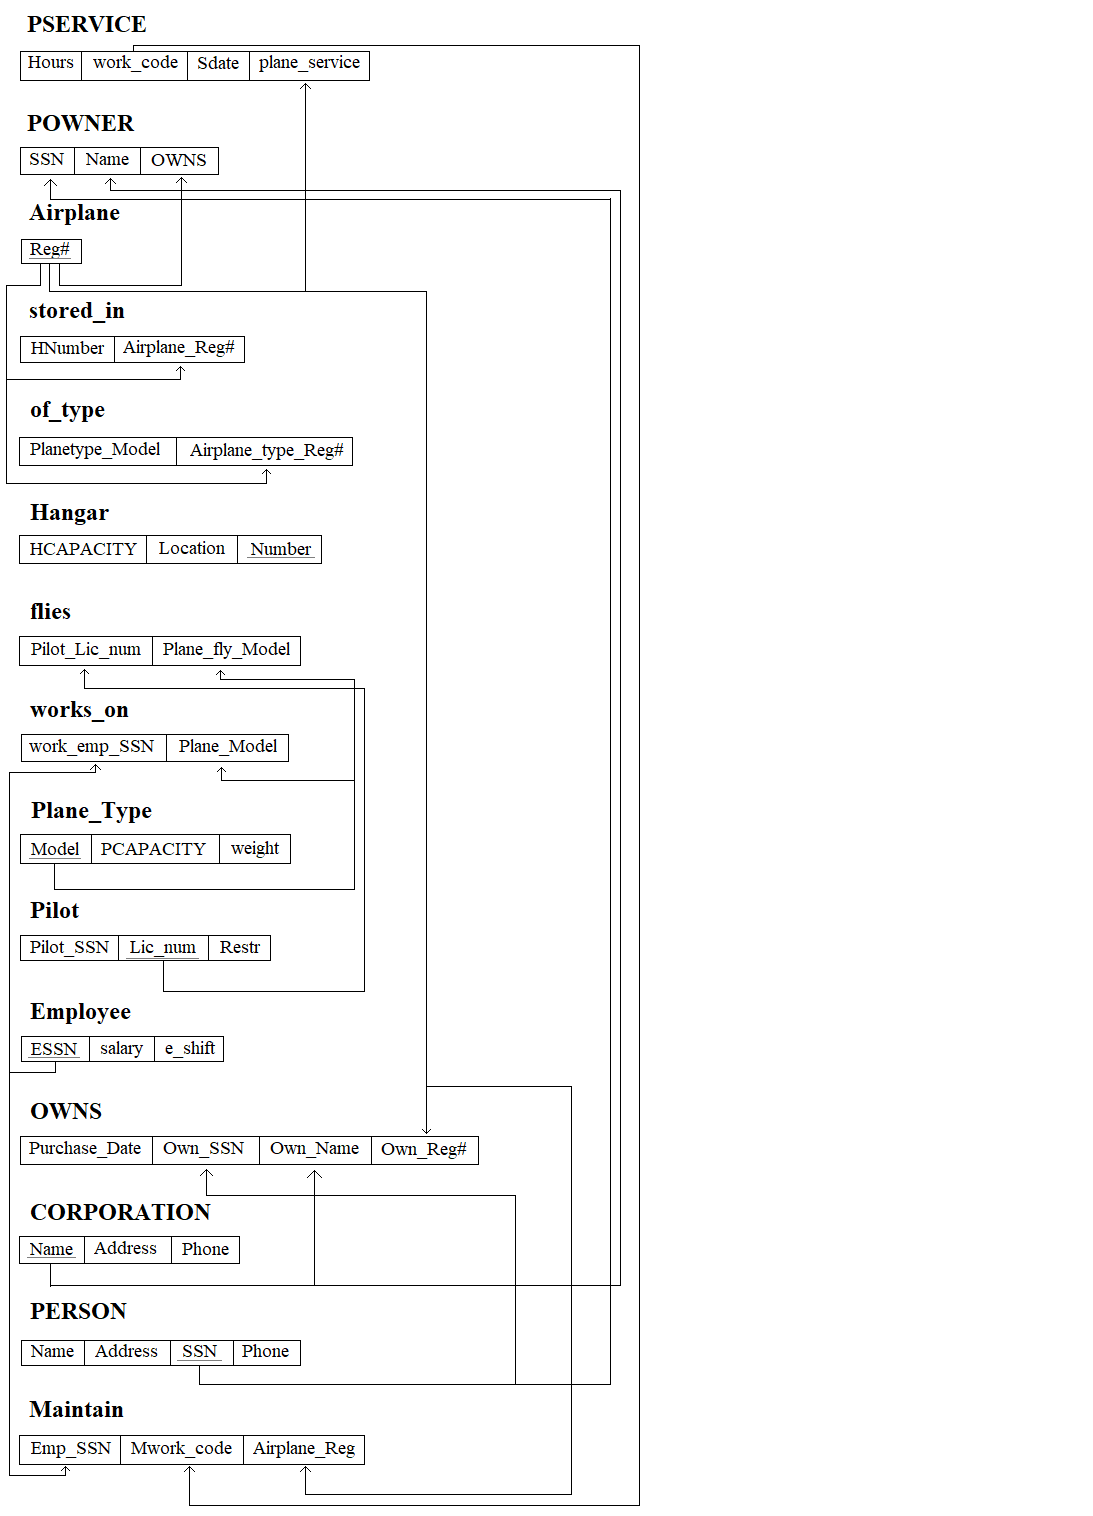 PSERVICE
Hours work_code Sdate plane_service
POWNER
SSN Name OWNS
Airplane
Reg#
stored_in
HNumber Airplane_Reg#
of_type
Planetype_Model Airplane_type_Reg#
Hangar
HCAPACITY Location Number
flies
Pilot_Lic_num Plane_fly_Model
works_on
work_emp_SSN Plane_Model
Plane_Type
Model PCAPACITY weight
Pilot
Pilot_SSN Lic_num Restr
Employee
ESSN salary e_shift
OWNS
Purchase_Date Own_SSN Own_Name Own_Reg#
CORPORATION
Name Address Phone
PERSON
Name Address SSN Phone
Maintain
Emp_SSN Mwork_code Airplane_Reg